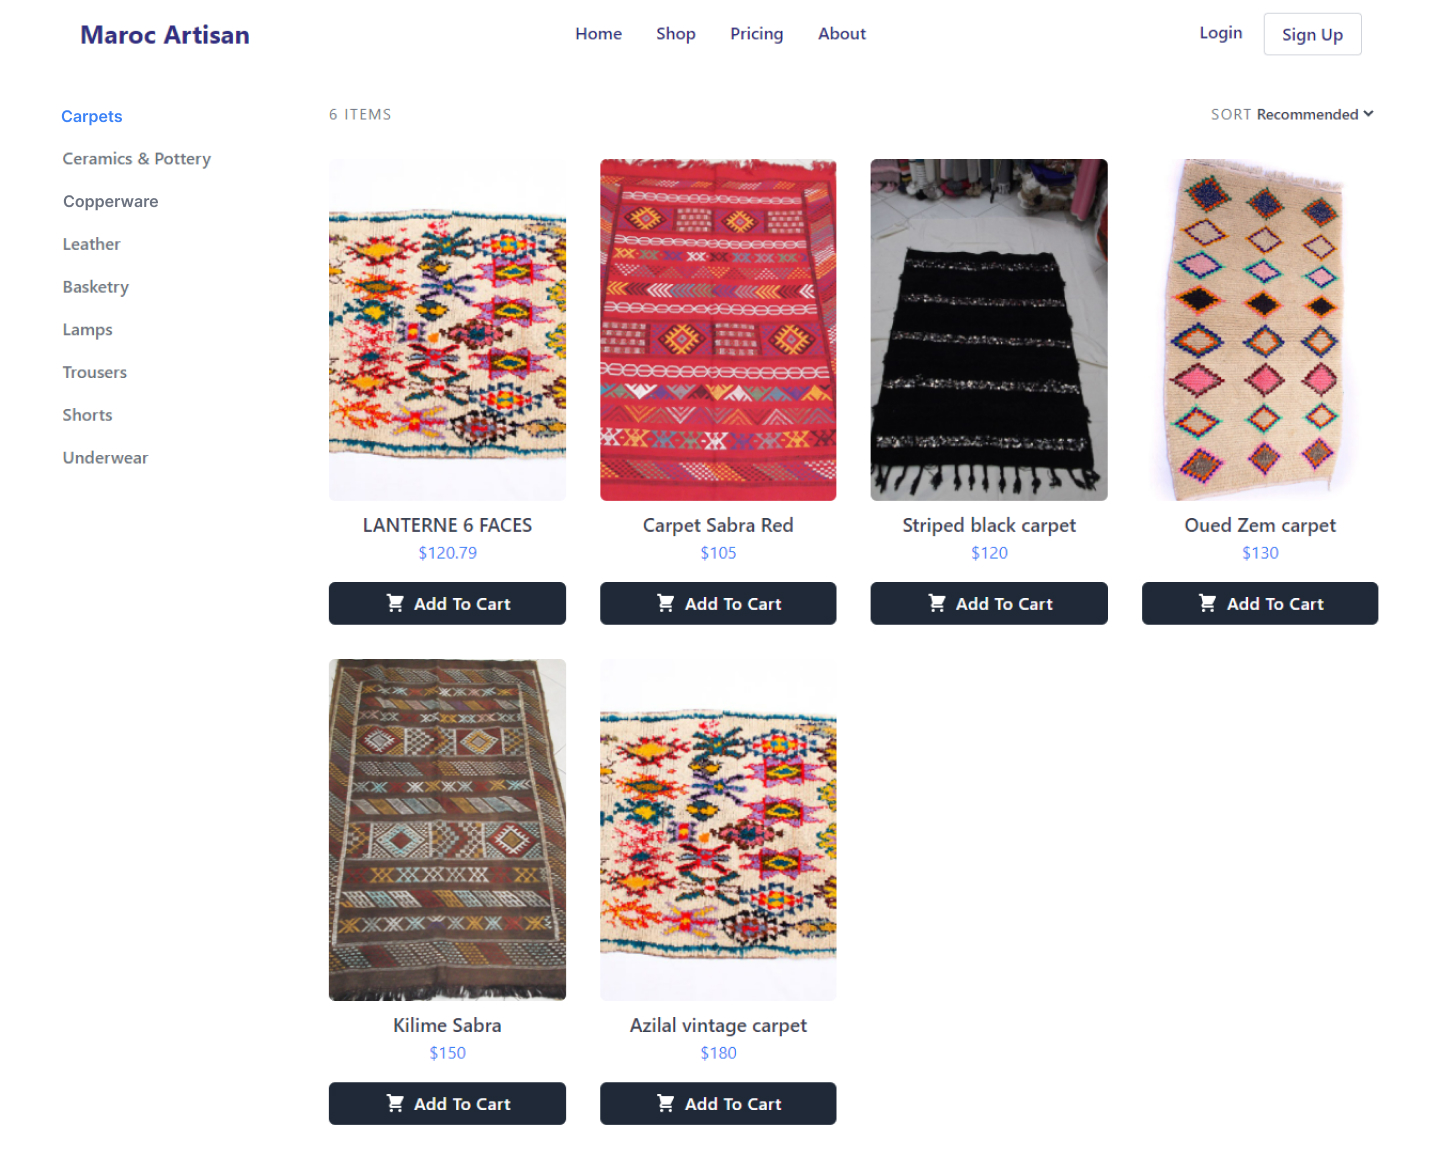 Maroc Artisan
Home Shop Pricing About
Login Sign Up
Carpets
Ceramics & Pottery
Copperware
Leather
Basketry
Lamps
Trousers
Shorts
Underwear
6 ITEMS
SORT Recommended
LANTERNE 6 FACES
$120.79
Add To Cart
Carpet Sabra Red
$105
Add To Cart
Striped black carpet
$120
Add To Cart
Oued Zem carpet
$130
Add To Cart
Kilime Sabra
$150
Add To Cart
Azilal vintage carpet
$180
Add To Cart